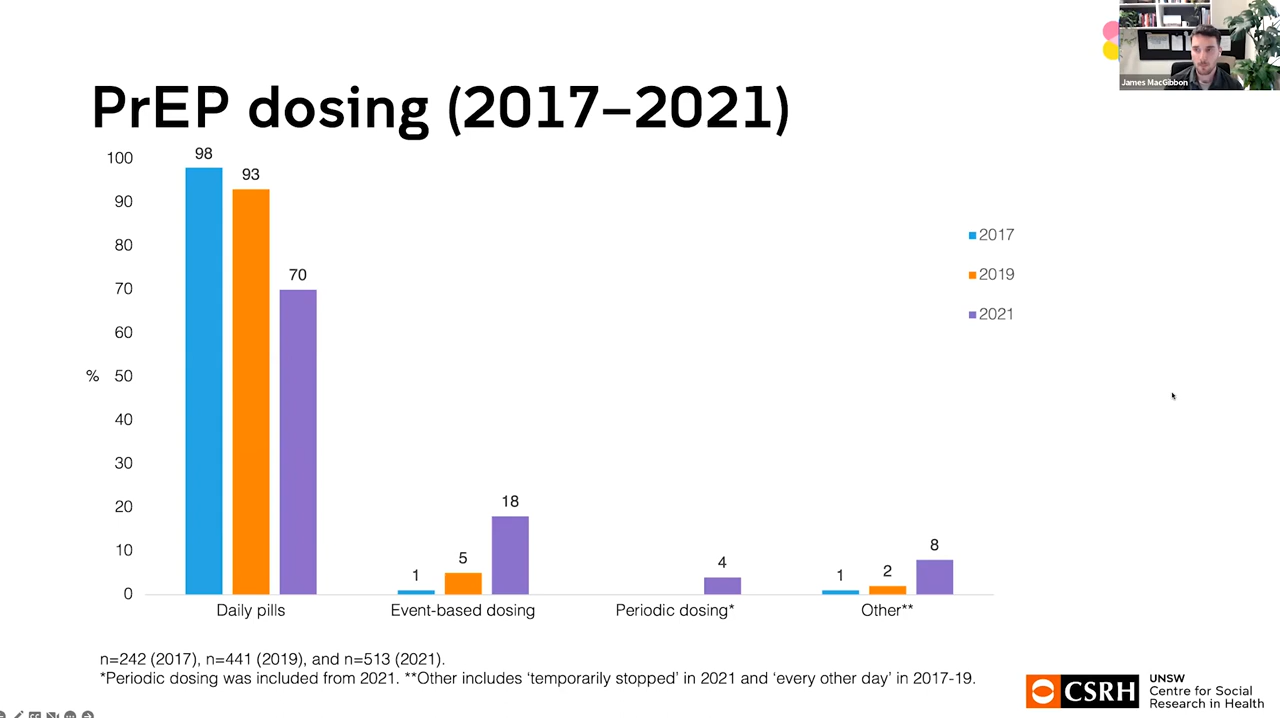 James MacGibbon
PrEP dosing (2017–2021)
100
90
80
70
60
% 50
40
30
20
10
0
98
93
70
1
5
18
4
1
2
8
Daily pills
Event-based dosing
Periodic dosing*
Other**
2017
2019
2021
n=242 (2017), n=441 (2019), and n=513 (2021).
*Periodic dosing was included from 2021. **Other includes ‘temporarily stopped’ in 2021 and ‘every other day’ in 2017-19.
CSRH
UNSW
Centre for Social
Research in Health